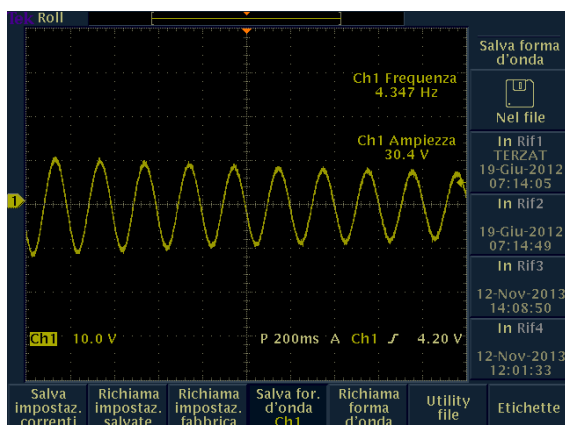 Tek Roll
Salva forma
d'onda
Nel file
Ch1 Frequenza
4.347 Hz
Ch1 Ampiezza
30.4 V
In Rif1
TERZAT
19-Giu-2012
07:14:05
In Rif2
19-Giu-2012
07:14:49
In Rif3
12-Nov-2013
14:08:50
In Rif4
12-Nov-2013
12:01:33
1
Ch1 10.0 V P 200ms A Ch1 4.20 V
Salva
impostaz.
correnti
Richiama
impostaz.
salvate
Richiama
impostaz.
fabbrica
Salva for.
d'onda
Ch1
Richiama
forma
d'onda
Utility
file
Etichette